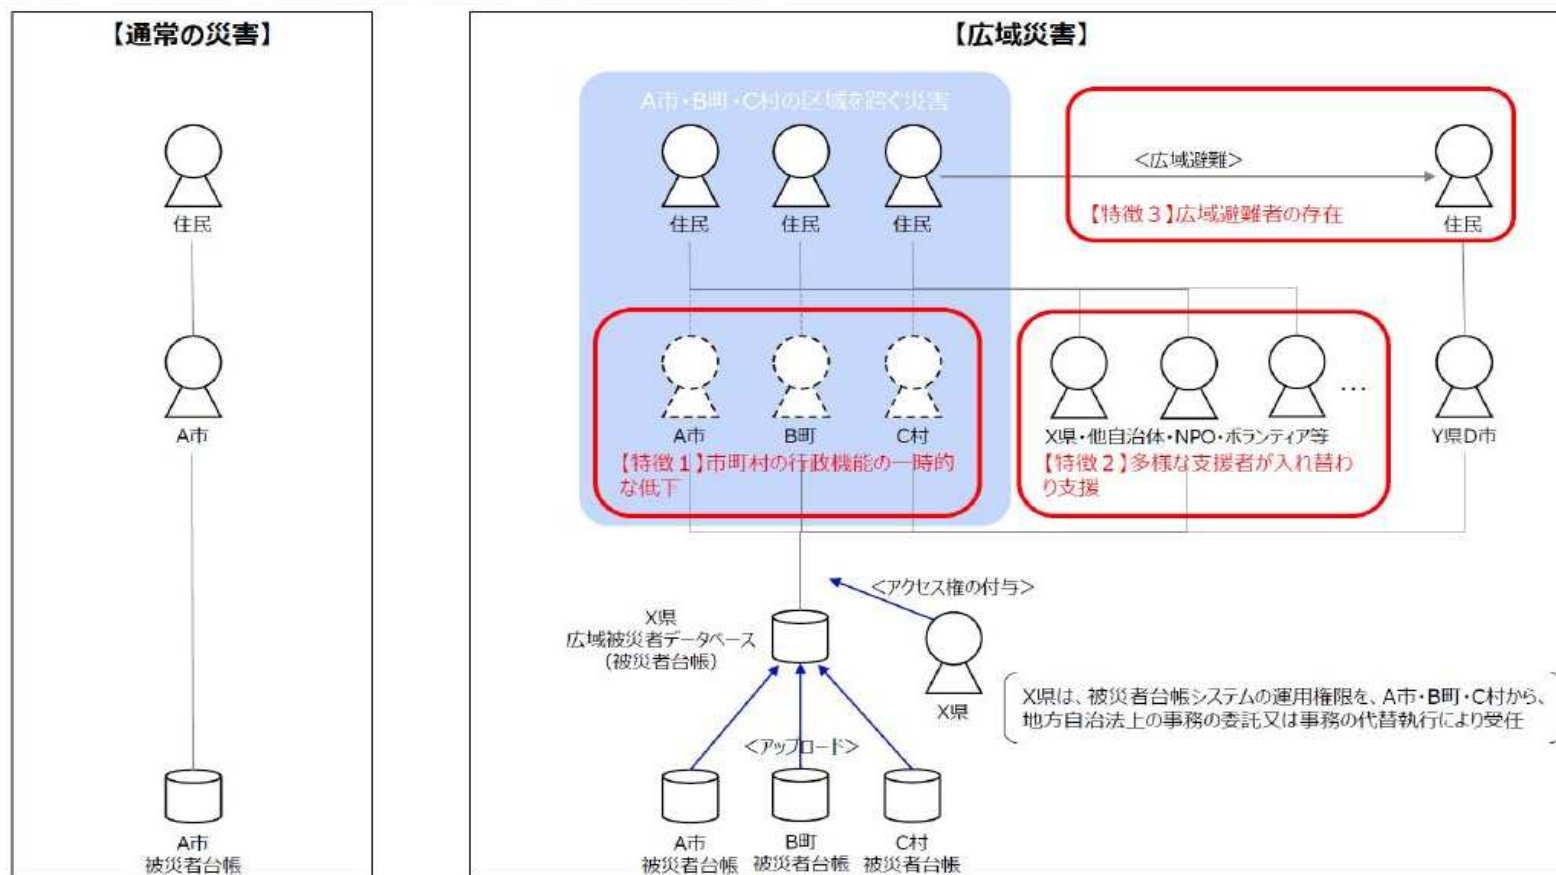 【通常の災害】
住民
A市
A市
被災者台帳
【広域災害】
A市・B町・C村の区域を跨ぐ災害
住民
住民
住民
＜広域避難＞
【特徴３】広域避難者の存在
住民
A市
B町
C村
【特徴１】市町村の行政機能の一時的
な低下
X県・他自治体・NPO・ボランティア等
…
【特徴２】多様な支援者が入れ替わ
り支援
Y県D市
＜アクセス権の付与＞
X県
広域被災者データベース
（被災者台帳）
X県
X県は、被災者台帳システムの運用権限を、A市・B町・C村から、
地方自治法上の事務の委託又は事務の代替執行により受任
＜アップロード＞
A市
被災者台帳
B町
被災者台帳
C村
被災者台帳